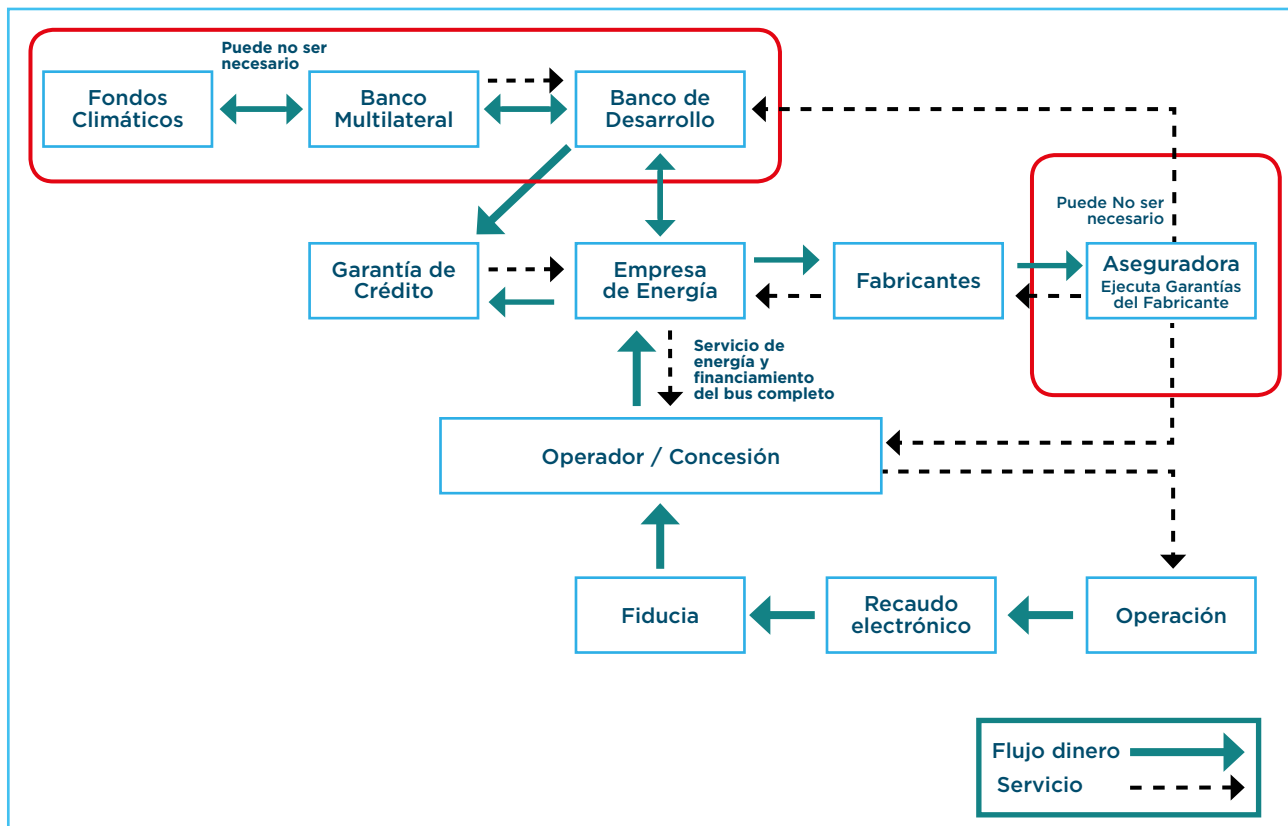 Puede no ser
necesario
Fondos
Climáticos
Banco
Multilateral
Banco de
Desarrollo
Puede No ser
necesario
Garantía de
Crédito
Empresa
de Energía
Fabricantes
Aseguradora
Ejecuta Garantías
del Fabricante
Servicio de
energía y
financiamiento
del bus completo
Operador / Concesión
Fiducia
Recaudo
electrónico
Operación
Flujo dinero
Servicio